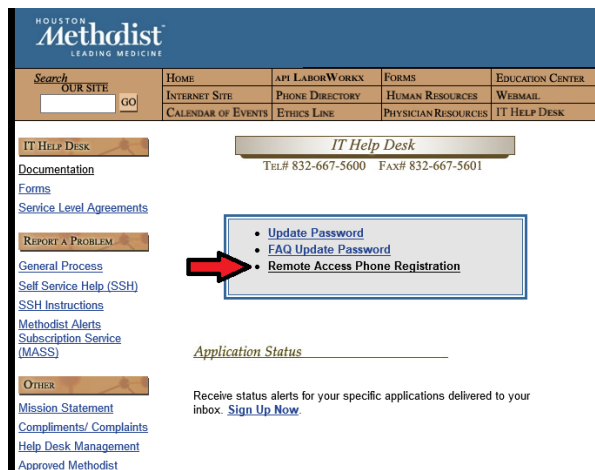 HOUSTON
Methodist
LEADING MEDICINE
Search
OUR SITE
GO
HOME
API LABORWORKX
FORMS
EDUCATION CENTER
INTERNET SITE
PHONE DIRECTORY
HUMAN RESOURCES
WEBMAIL
CALENDAR OF EVENTS
ETHICS LINE
PHYSICIAN RESOURCES
IT HELP DESK
IT HELP DESK
Documentation
Forms
Service Level Agreements
REPORT A PROBLEM
General Process
Self Service Help (SSH)
SSH Instructions
Methodist Alerts
Subscription Service
(MASS)
OTHER
Mission Statement
Compliments/ Complaints
Help Desk Management
Approved Methodist
IT Help Desk
TEL# 832-667-5600 FAX# 832-667-5601
• Update Password
• FAQ Update Password
• Remote Access Phone Registration
Application Status
Receive status alerts for your specific applications delivered to your
inbox. Sign Up Now.